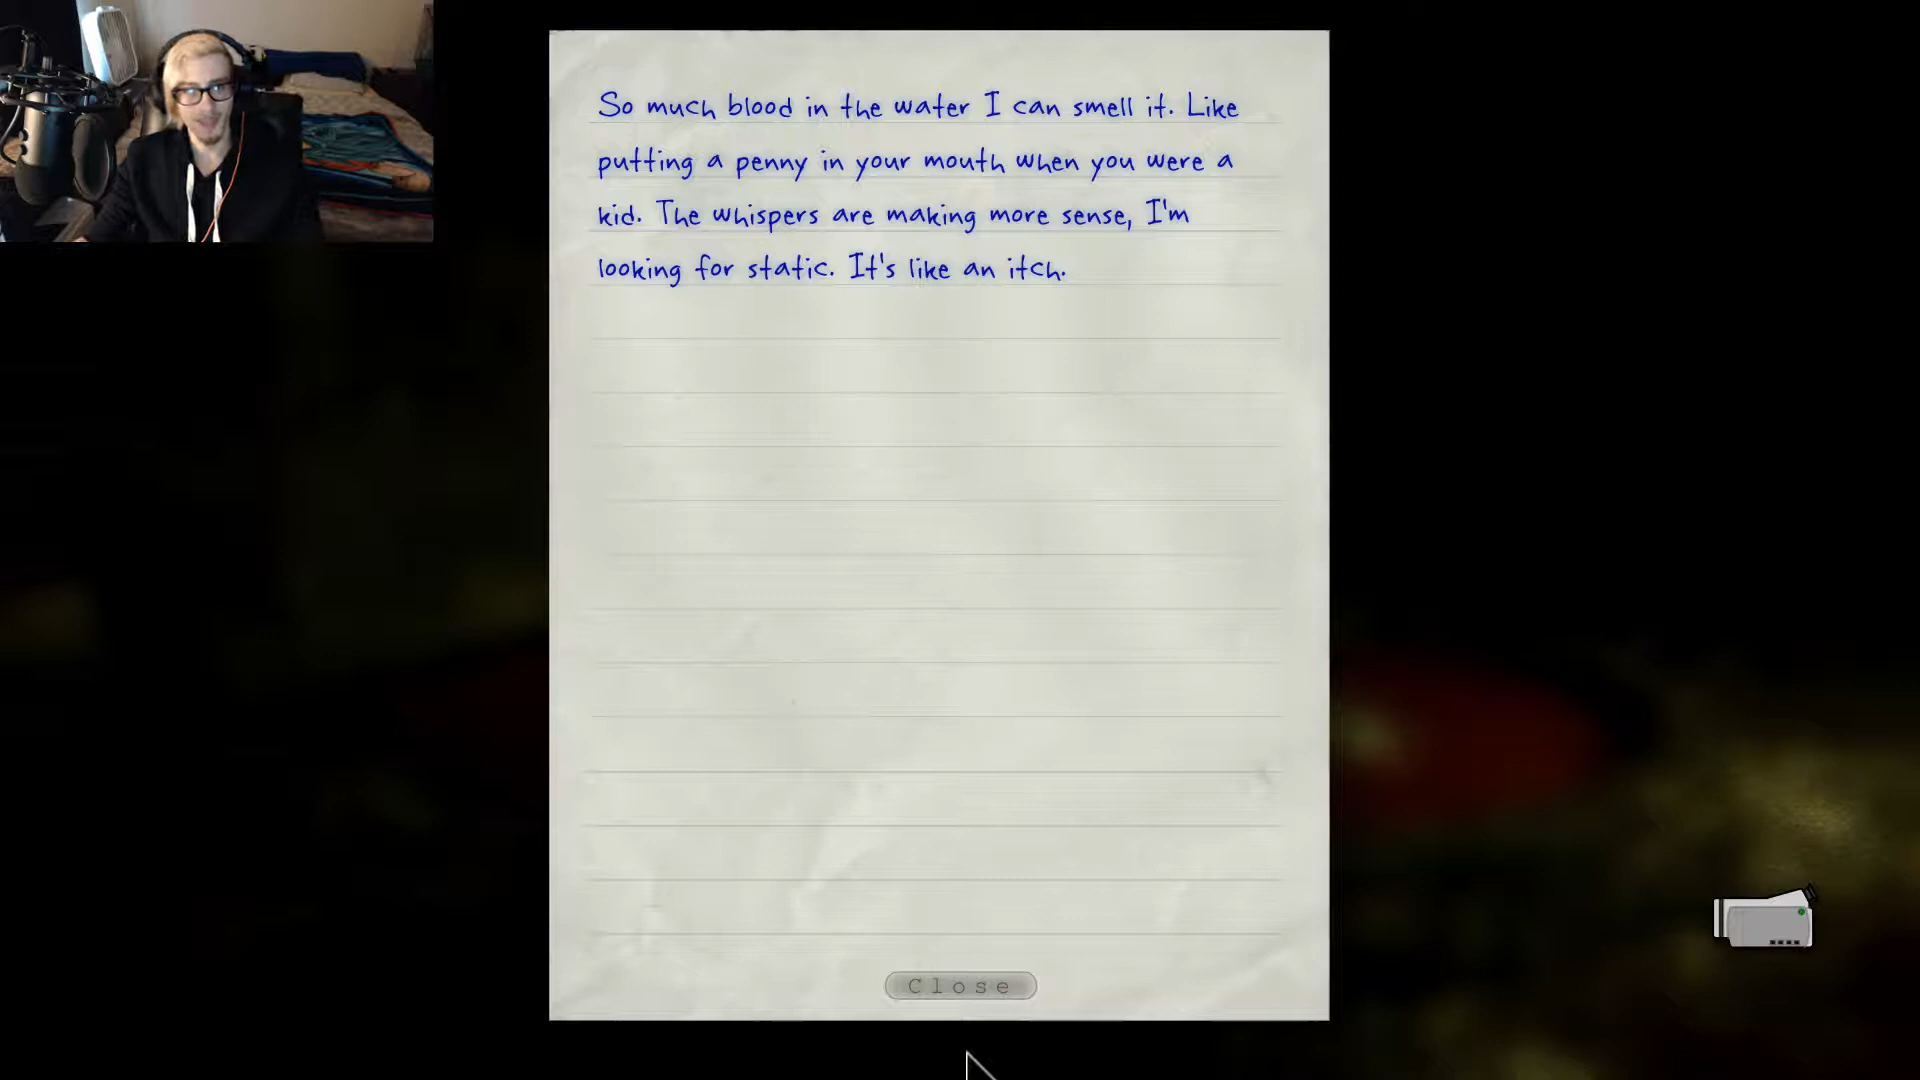 So much blood in the water I can smell it. Like
putting a penny in your mouth when you were a
kid. The whispers are making more sense, I'm
looking for static. It's like an itch.
Close